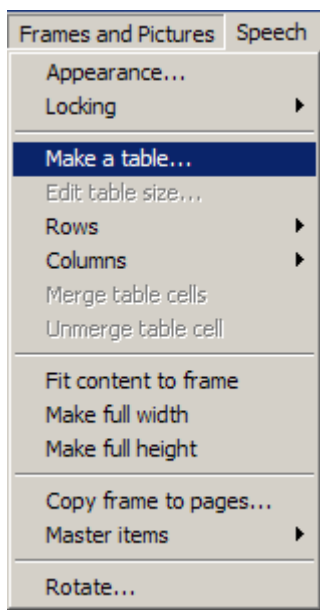 Frames and Pictures Speech
Appearance...
Locking
Make a table...
Edit table size...
Rows
Columns
Merge table cells
Unmerge table cell
Fit content to frame
Make full width
Make full height
Copy frame to pages...
Master items
Rotate...